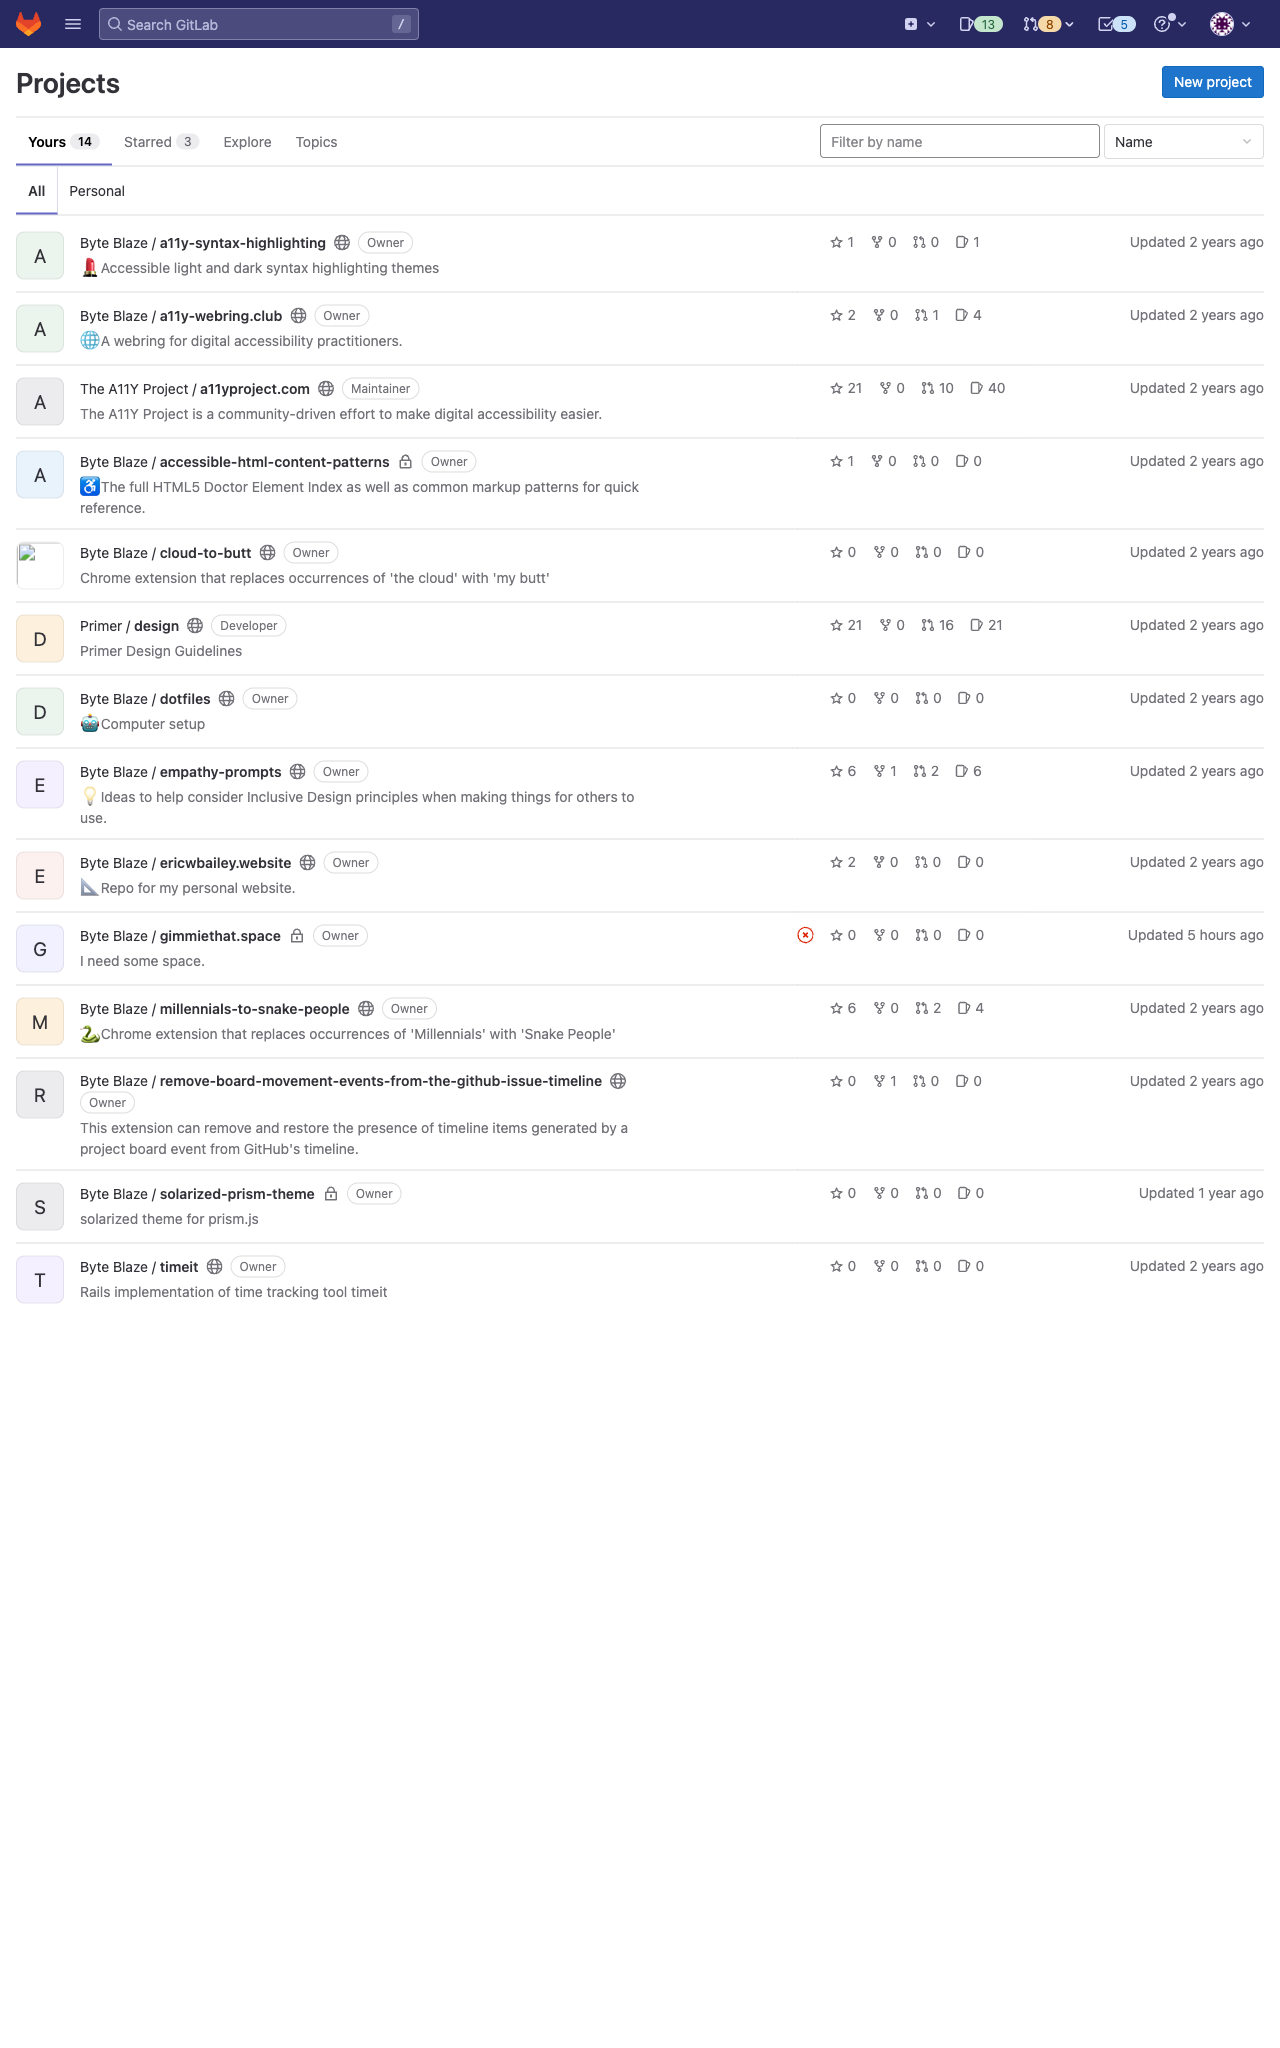 Search GitLab /
13 8 5
Projects
New project
Yours 14 Starred 3 Explore Topics
Filter by name
Name
All Personal
A
Byte Blaze / a11y-syntax-highlighting Owner
1 0 0 1
Updated 2 years ago
Accessible light and dark syntax highlighting themes
A
Byte Blaze / a11y-webring.club Owner
2 0 1 4
Updated 2 years ago
A webring for digital accessibility practitioners.
A
The A11Y Project / a11yproject.com Maintainer
21 0 10 40
Updated 2 years ago
The A11Y Project is a community-driven effort to make digital accessibility easier.
A
Byte Blaze / accessible-html-content-patterns Owner
1 0 0 0
Updated 2 years ago
The full HTML5 Doctor Element Index as well as common markup patterns for quick
reference.
Byte Blaze / cloud-to-butt Owner
0 0 0 0
Updated 2 years ago
Chrome extension that replaces occurrences of 'the cloud' with 'my butt'
D
Primer / design Developer
21 0 16 21
Updated 2 years ago
Primer Design Guidelines
D
Byte Blaze / dotfiles Owner
0 0 0 0
Updated 2 years ago
Computer setup
E
Byte Blaze / empathy-prompts Owner
6 1 2 6
Updated 2 years ago
Ideas to help consider Inclusive Design principles when making things for others to
use.
E
Byte Blaze / ericwbailey.website Owner
2 0 0 0
Updated 2 years ago
Repo for my personal website.
G
Byte Blaze / gimmiethat.space Owner
0 0 0 0
Updated 5 hours ago
I need some space.
M
Byte Blaze / millennials-to-snake-people Owner
6 0 2 4
Updated 2 years ago
Chrome extension that replaces occurrences of 'Millennials' with 'Snake People'
R
Byte Blaze / remove-board-movement-events-from-the-github-issue-timeline
Owner
0 1 0 0
Updated 2 years ago
This extension can remove and restore the presence of timeline items generated by a
project board event from GitHub's timeline.
S
Byte Blaze / solarized-prism-theme Owner
0 0 0 0
Updated 1 year ago
solarized theme for prism.js
T
Byte Blaze / timeit Owner
0 0 0 0
Updated 2 years ago
Rails implementation of time tracking tool timeit